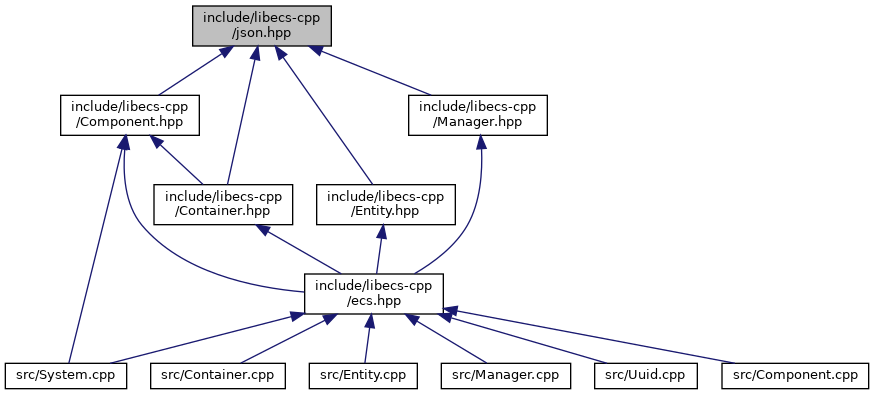 include/libecs-cpp
/json.hpp
include/libecs-cpp
/Component.hpp
include/libecs-cpp
/Manager.hpp
include/libecs-cpp
/Container.hpp
include/libecs-cpp
/Entity.hpp
include/libecs-cpp
/ecs.hpp
src/System.cpp
src/Container.cpp
src/Entity.cpp
src/Manager.cpp
src/Uuid.cpp
src/Component.cpp